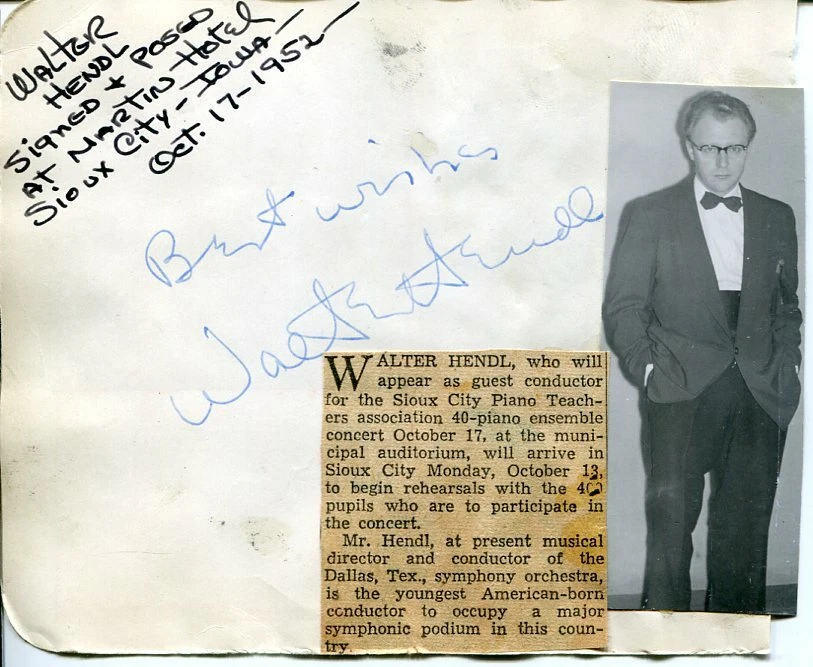 WALTER
HENDL
SIGNED & POSED
AT MARTIN HOTEL
SIOUX CITY - IOWA -
OCT. 17 - 1952 -
Best wishes
Walter Hendl
WALTER HENDL, who will
appear as guest conductor
for the Sioux City Piano Teach-
ers association 40-piano ensemble
concert October 17, at the muni-
cipal auditorium, will arrive in
Sioux City Monday, October 13,
to begin rehearsals with the 400
pupils who are to participate in
the concert.
Mr. Hendl, at present musical
director and conductor of the
Dallas, Tex., symphony orchestra,
is the youngest American-born
conductor to occupy a major
symphonic podium in this coun-
try.